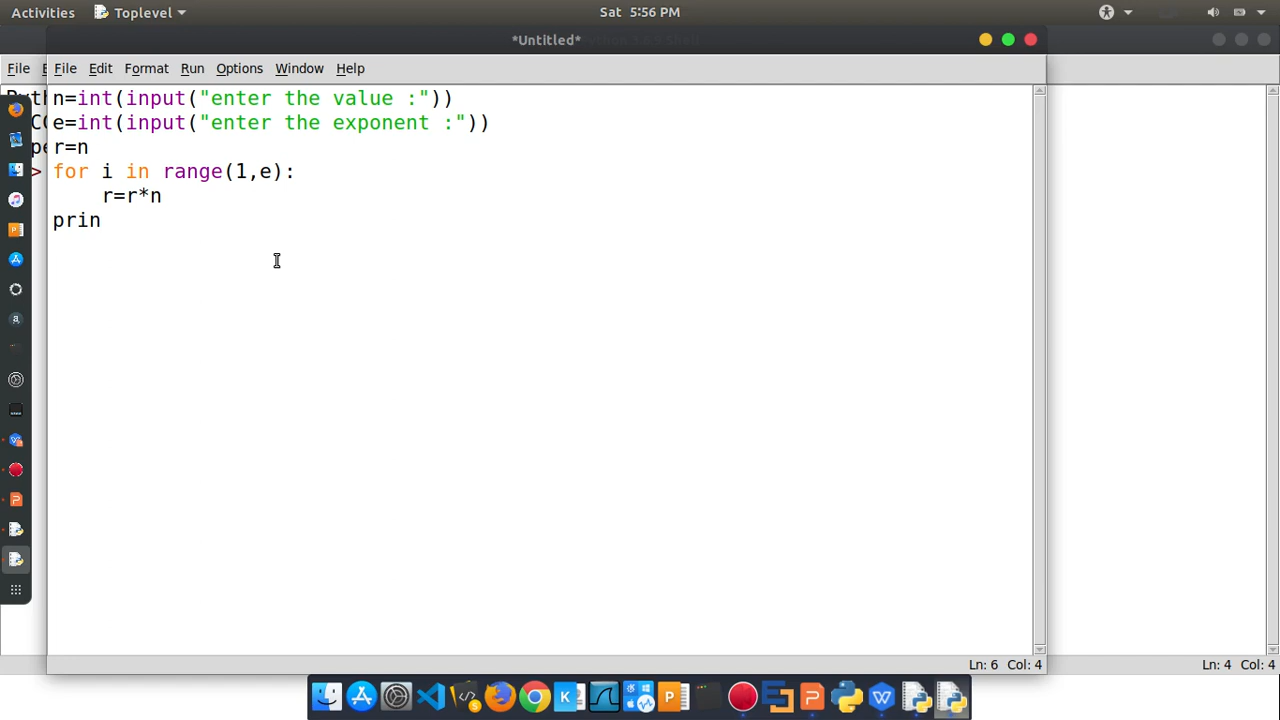 Activities Toplevel Sat 5:56 PM
*Untitled*
File File Edit Format Run Options Window Help
n=int(input("enter the value :"))
e=int(input("enter the exponent :"))
r=n
for i in range(1,e):
r=r*n
prin
Ln: 6 Col: 4 Ln: 4 Col: 4